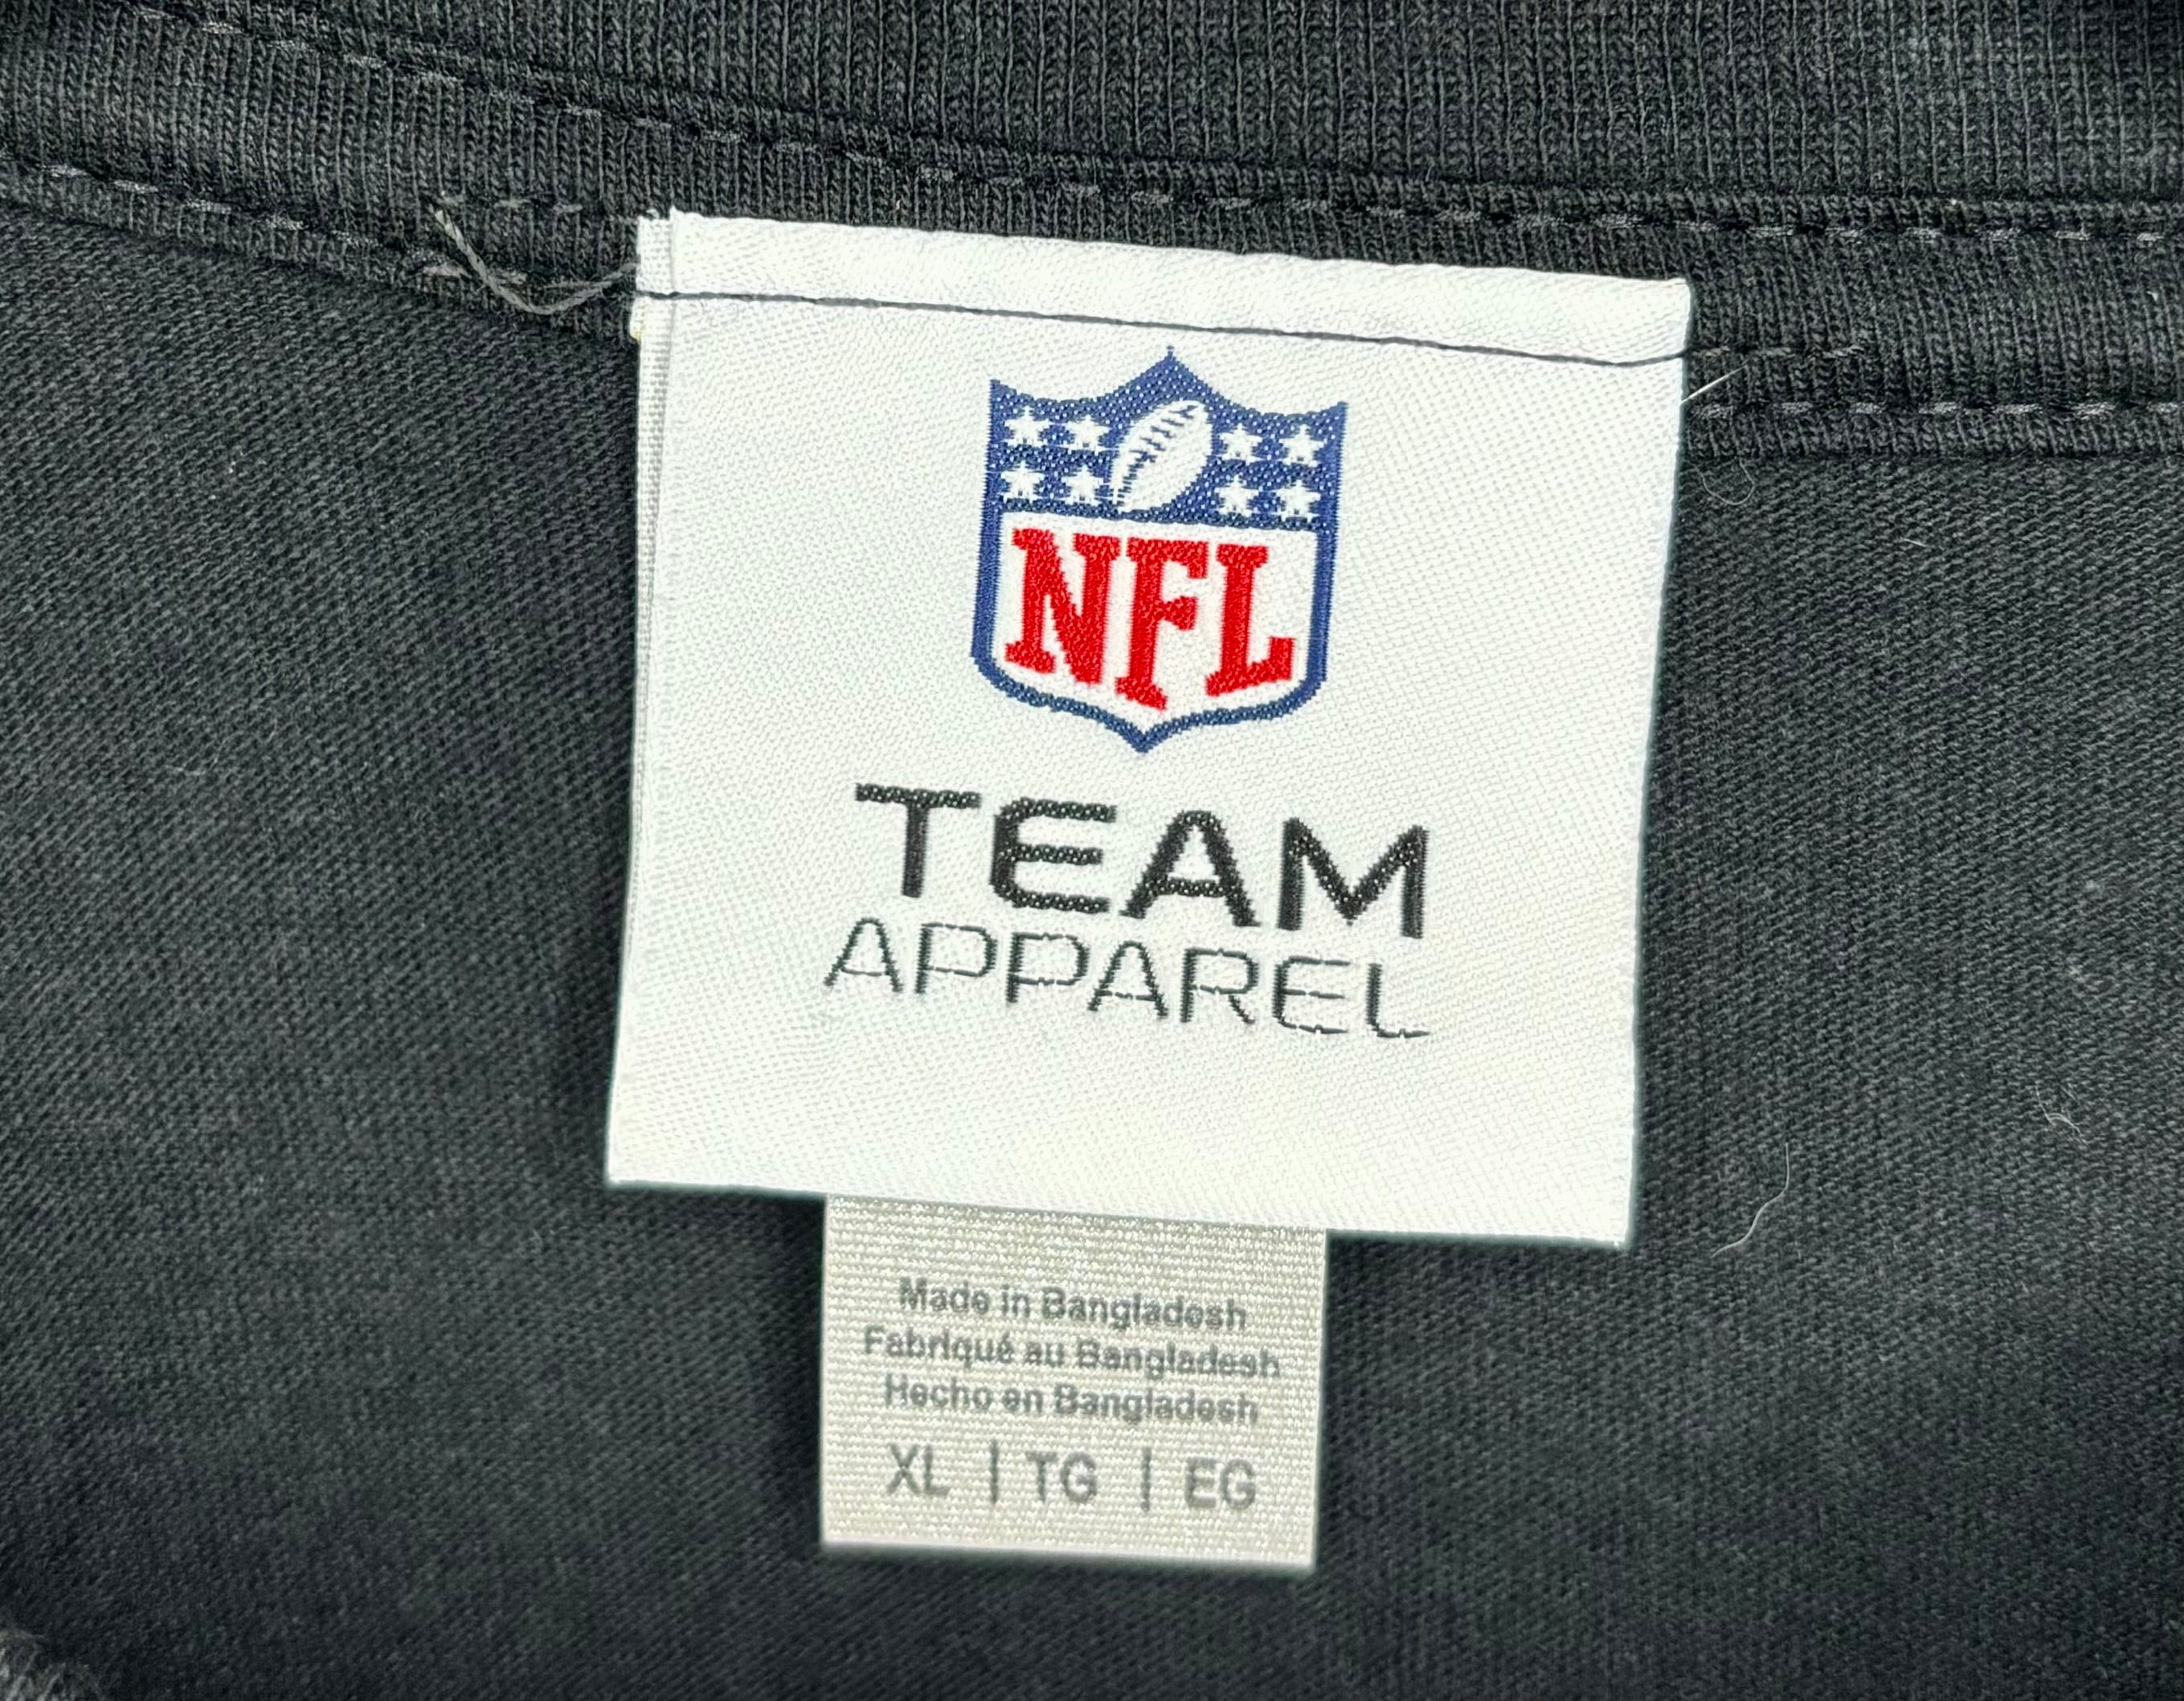 NFL
TEAM
APPAREL
Made in Bangladesh
Fabriqué au Bangladesh
Hecho en Bangladesh
XL | TG | EG